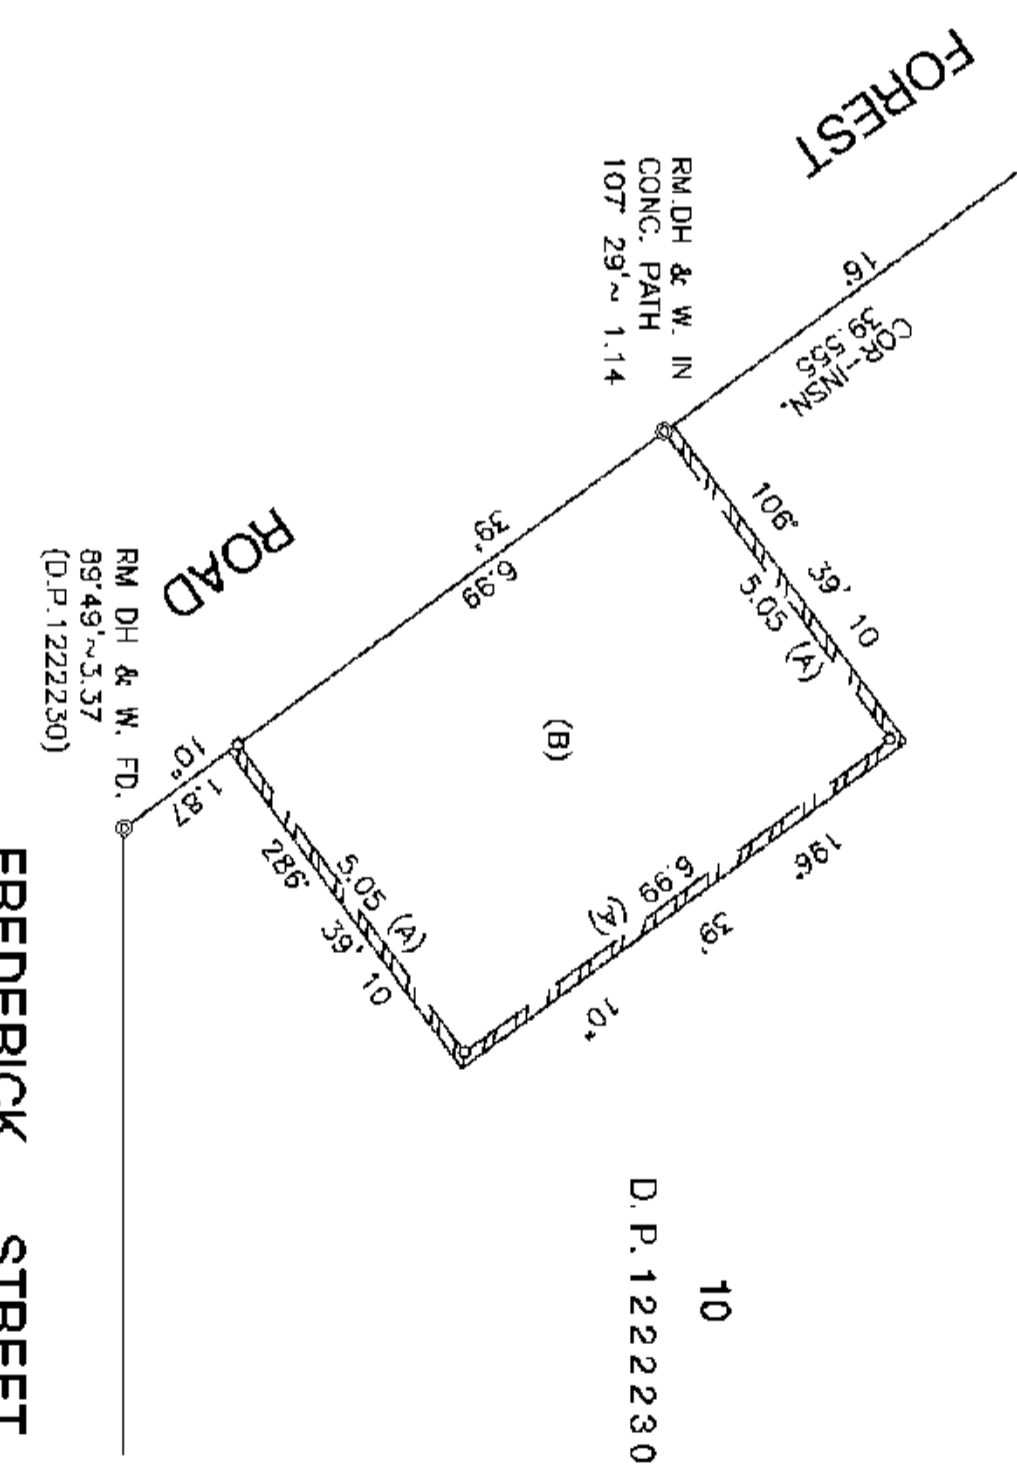 FOREST
16°
COR-INSN.
39.555
RM.DH & W. IN
CONC. PATH
107° 29'~ 1.14
106° 39' 10
5.05 (A)
39'
6.99
ROAD
(B)
RM DH & W. FD.
89°49'~3.37
(D.P.1222230)
10"
1.87
5.05 (A)
286° 39' 10
196° 39' 10"
6.99
(A)
10
D. P. 1222230
FREDERICK STREET